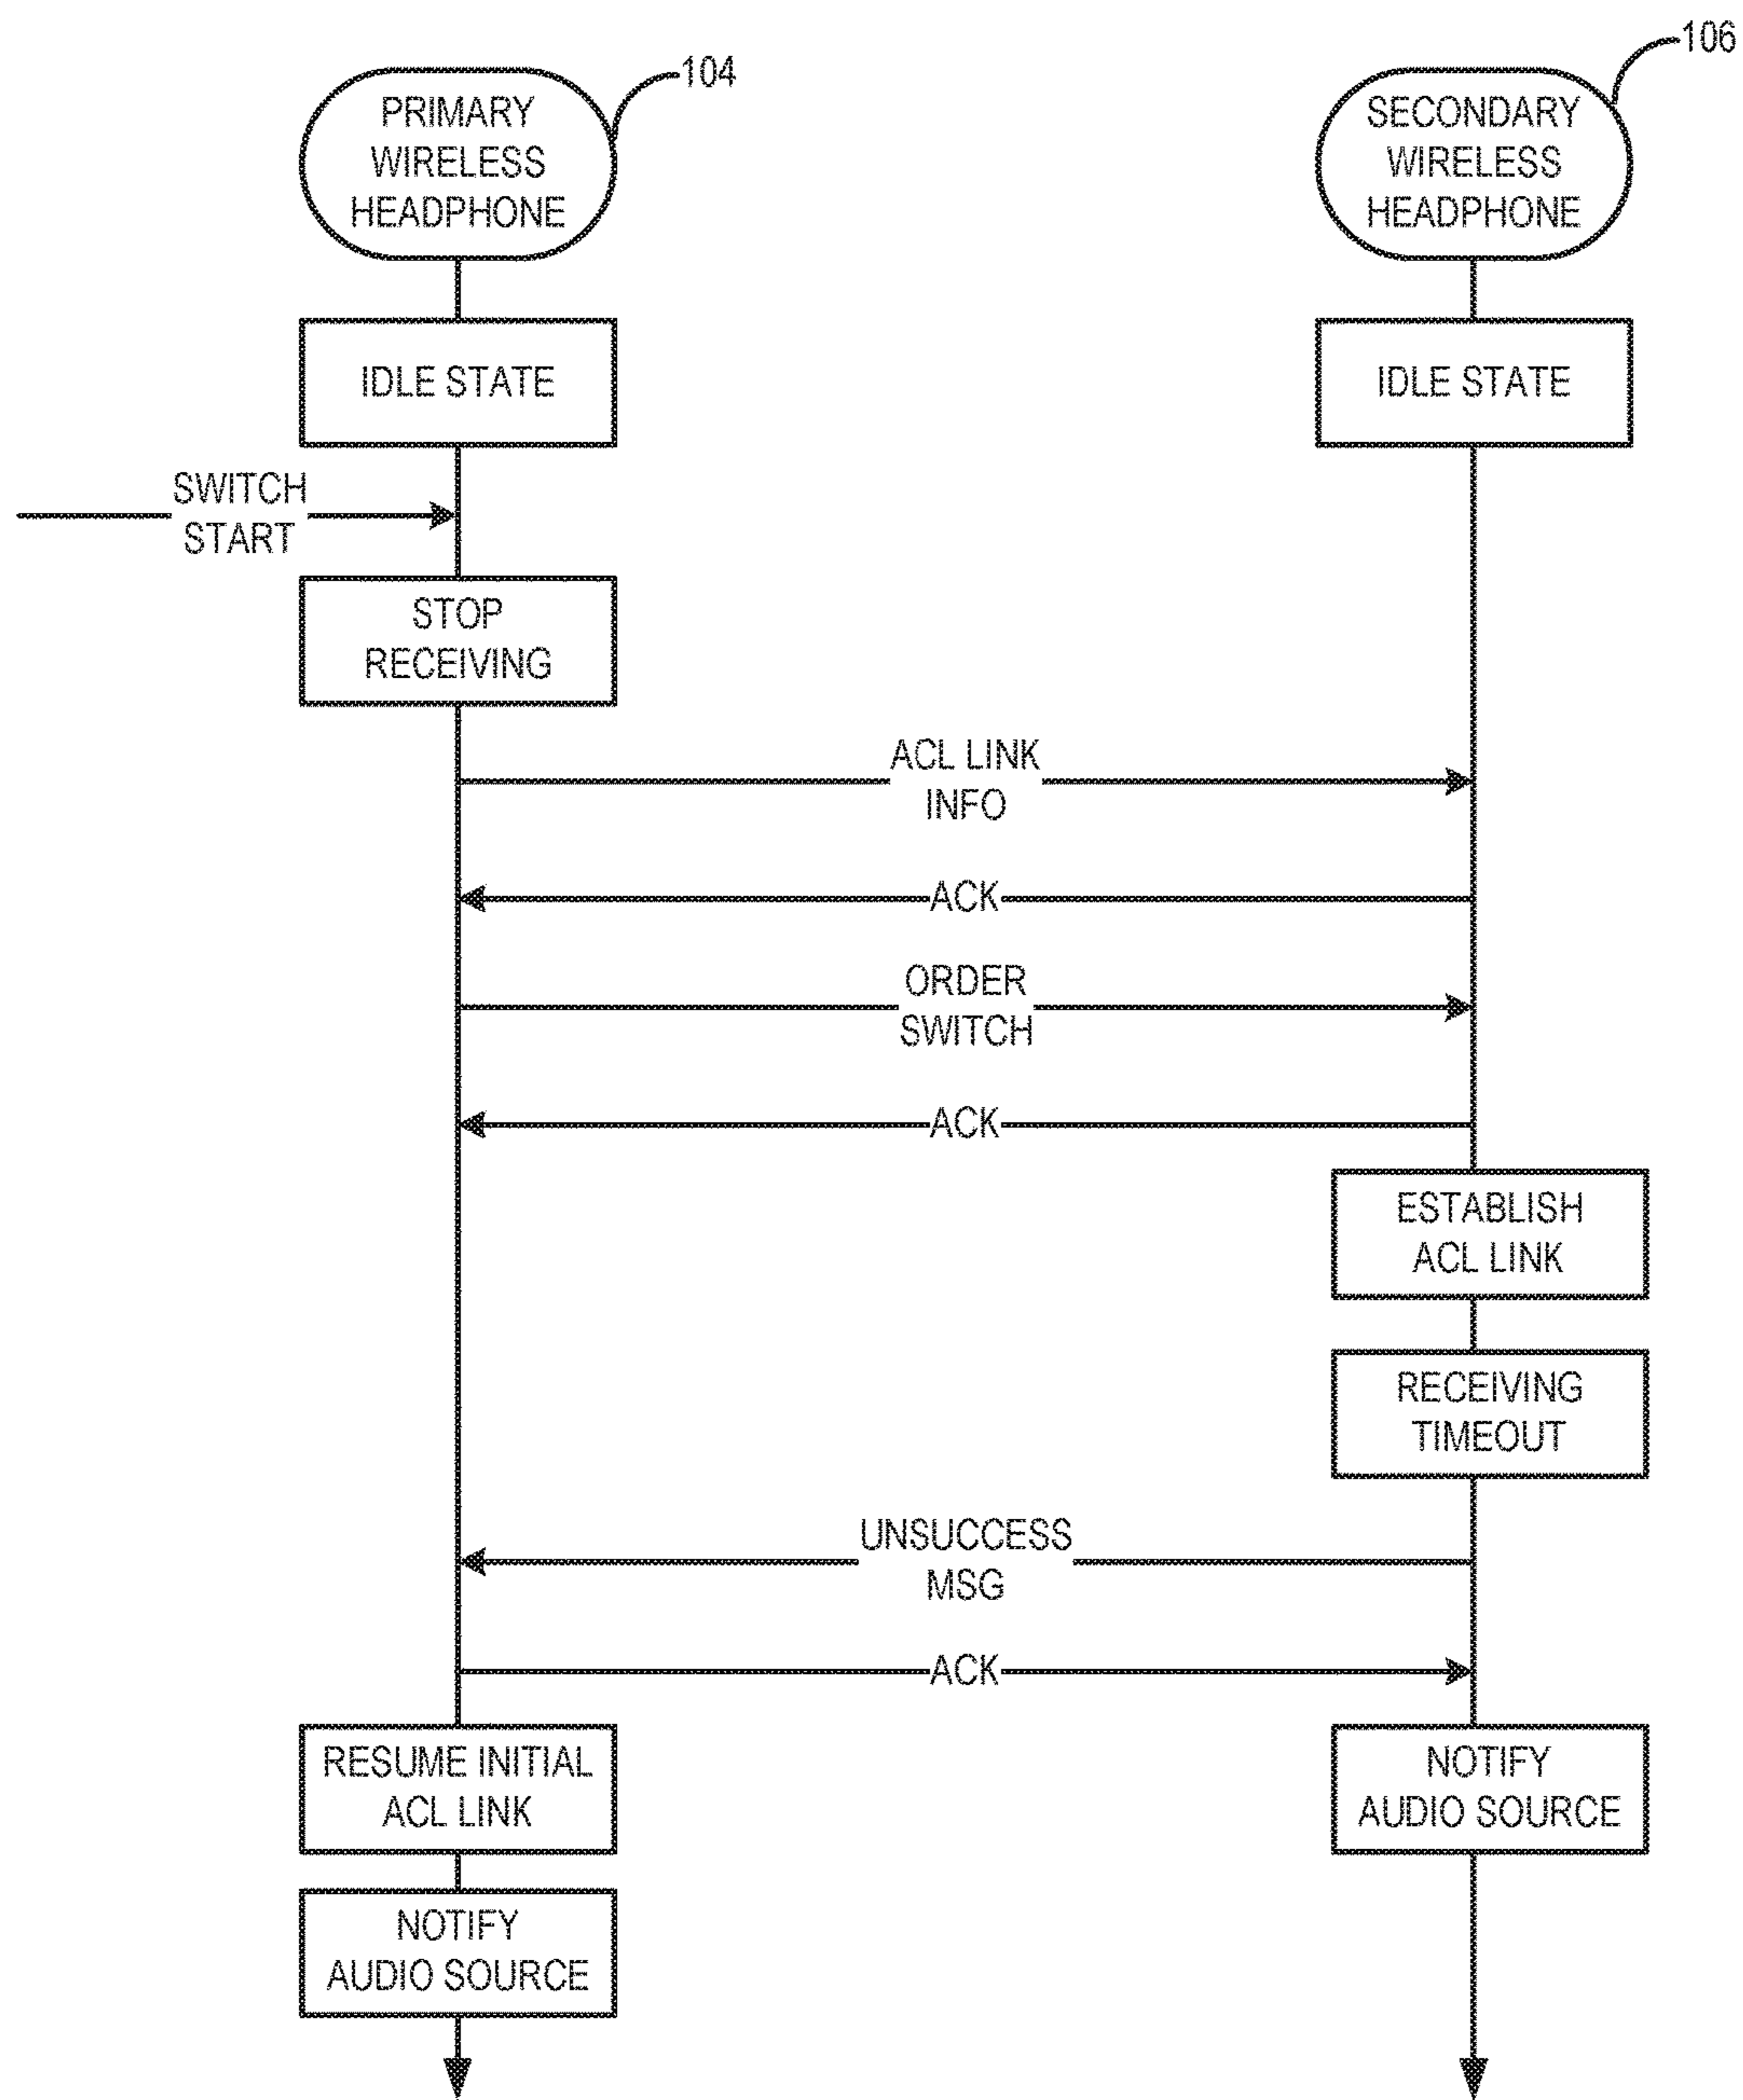 106
104
PRIMARY
WIRELESS
HEADPHONE
SECONDARY
WIRELESS
HEADPHONE
IDLE STATE
IDLE STATE
SWITCH
START
STOP
RECEIVING
ACL LINK
INFO
ACK
ORDER
SWITCH
ACK
ESTABLISH
ACL LINK
RECEIVING
TIMEOUT
UNSUCCESS
MSG
ACK
RESUME INITIAL
ACL LINK
NOTIFY
AUDIO SOURCE
NOTIFY
AUDIO SOURCE